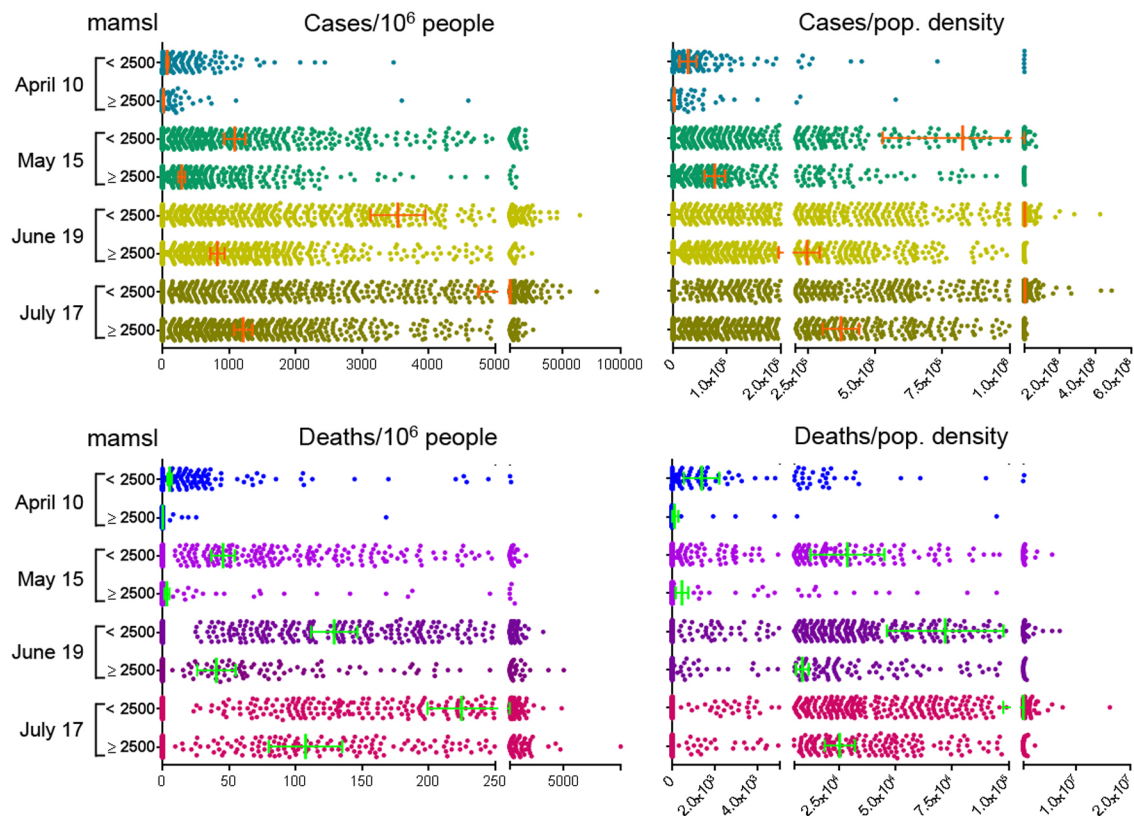 mamsl
Cases/10⁶ people
Cases/pop. density
April 10
< 2500
≥ 2500
May 15
< 2500
≥ 2500
June 19
< 2500
≥ 2500
July 17
< 2500
≥ 2500
0 1000 2000 3000 4000 5000 50000 100000
0 1.0x10⁵ 2.0x10⁵ 2.5x10⁵ 5.0x10⁵ 7.5x10⁵ 1.0x10⁶ 2.0x10⁸ 4.0x10⁸ 6.0x10⁸
mamsl
Deaths/10⁶ people
Deaths/pop. density
April 10
< 2500
≥ 2500
May 15
< 2500
≥ 2500
June 19
< 2500
≥ 2500
July 17
< 2500
≥ 2500
0 50 100 150 200 250 5000
0 2.0x10³ 4.0x10³ 2.5x10⁴ 5.0x10⁴ 7.5x10⁴ 1.0x10⁵ 1.0x10⁷ 2.0x10⁷